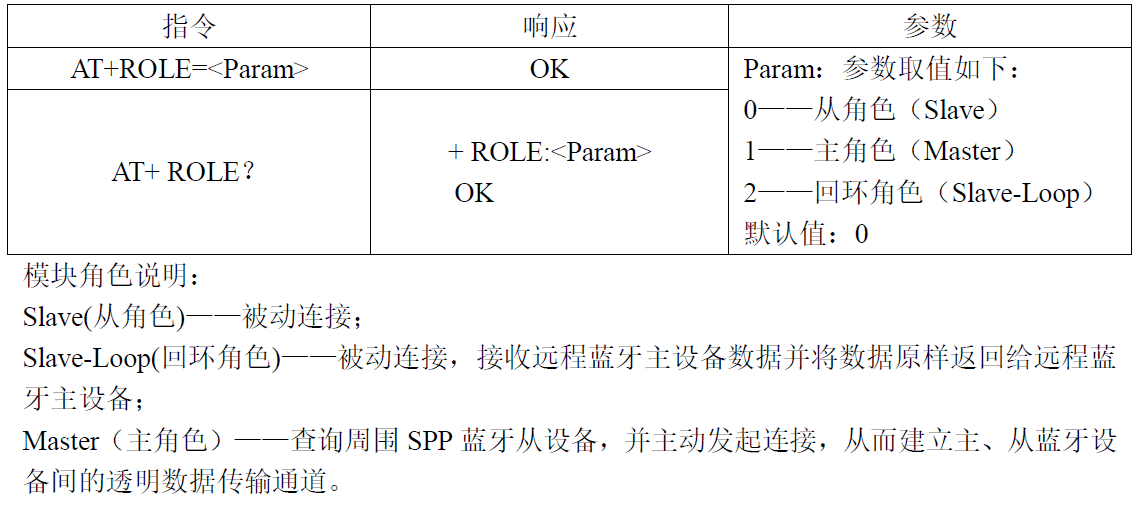 指令 响应 参数
AT+ROLE=<Param> OK Param：参数取值如下：
0——从角色（Slave）
+ ROLE:<Param> 1——主角色（Master）
AT+ ROLE？
OK 2——回环角色（Slave-Loop）
默认值：0
模块角色说明：
Slave(从角色)——被动连接；
Slave-Loop(回环角色)——被动连接，接收远程蓝牙主设备数据并将数据原样返回给远程蓝
牙主设备；
Master（主角色）——查询周围 SPP 蓝牙从设备，并主动发起连接，从而建立主、从蓝牙设
备间的透明数据传输通道。